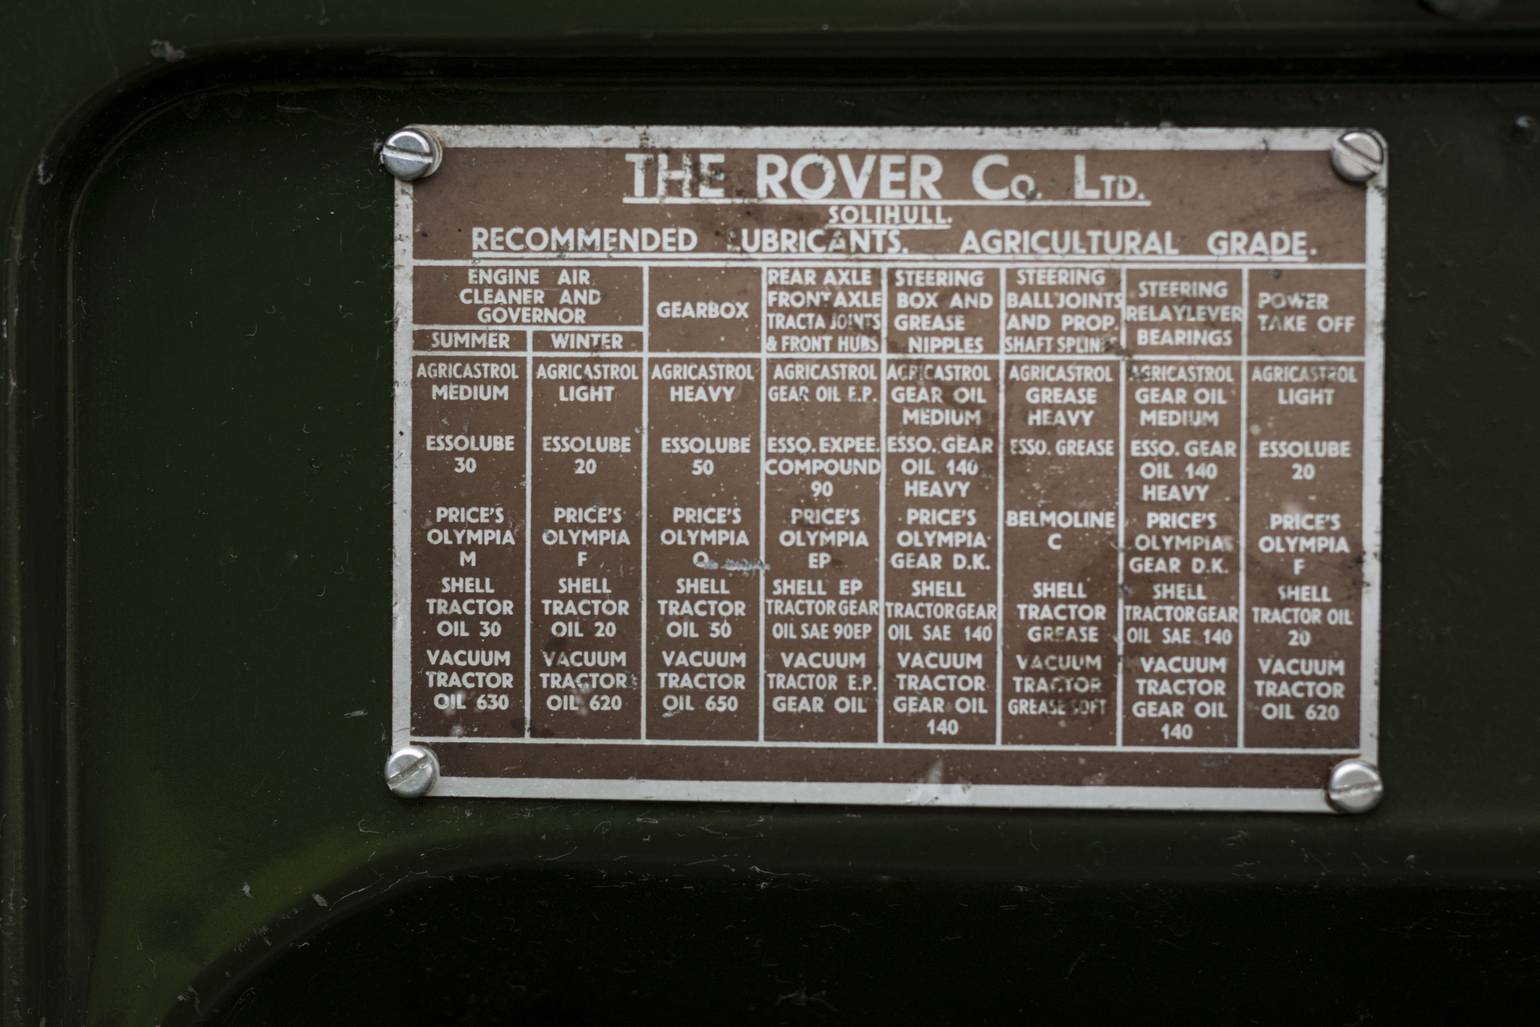 THE ROVER Co. LTD.
SOLIHULL.
RECOMMENDED LUBRICANTS. AGRICULTURAL GRADE.
ENGINE AIR
CLEANER AND
GOVERNOR
SUMMER
WINTER
GEARBOX
REAR AXLE
FRONT AXLE
TRACTA JOINTS
& FRONT HUBS
STEERING
BOX AND
GREASE
NIPPLES
STEERING
BALL JOINTS
AND PROP.
SHAFT SPLINES
STEERING
RELAY LEVER
BEARINGS
POWER
TAKE OFF
AGRICASTROL
MEDIUM
ESSOLUBE
30
PRICE'S
OLYMPIA
M
SHELL
TRACTOR
OIL 30
VACUUM
TRACTOR
OIL 630
AGRICASTROL
LIGHT
ESSOLUBE
20
PRICE'S
OLYMPIA
F
SHELL
TRACTOR
OIL 20
VACUUM
TRACTOR
OIL 620
AGRICASTROL
HEAVY
ESSOLUBE
50
PRICE'S
OLYMPIA
SHELL
TRACTOR
OIL 50
VACUUM
TRACTOR
OIL 650
AGRICASTROL
GEAR OIL E.P.
ESSO. EXPEE.
COMPOUND
90
PRICE'S
OLYMPIA
EP
SHELL EP
TRACTOR GEAR
OIL SAE 90EP
VACUUM
TRACTOR E.P.
GEAR OIL
AGRICASTROL
GEAR OIL
MEDIUM
ESSO. GEAR
OIL 140
HEAVY
PRICE'S
OLYMPIA
GEAR D.K.
SHELL
TRACTOR GEAR
OIL SAE 140
VACUUM
TRACTOR
GEAR OIL
140
AGRICASTROL
GREASE
HEAVY
ESSO. GREASE
BELMOLINE
C
SHELL
TRACTOR
GREASE
VACUUM
TRACTOR
GREASE SOFT
AGRICASTROL
GEAR OIL
MEDIUM
ESSO. GEAR
OIL 140
HEAVY
PRICE'S
OLYMPIA
GEAR D.K.
SHELL
TRACTOR GEAR
OIL SAE 140
VACUUM
TRACTOR
GEAR OIL
140
AGRICASTROL
LIGHT
ESSOLUBE
20
PRICE'S
OLYMPIA
F
SHELL
TRACTOR OIL
20
VACUUM
TRACTOR
OIL 620